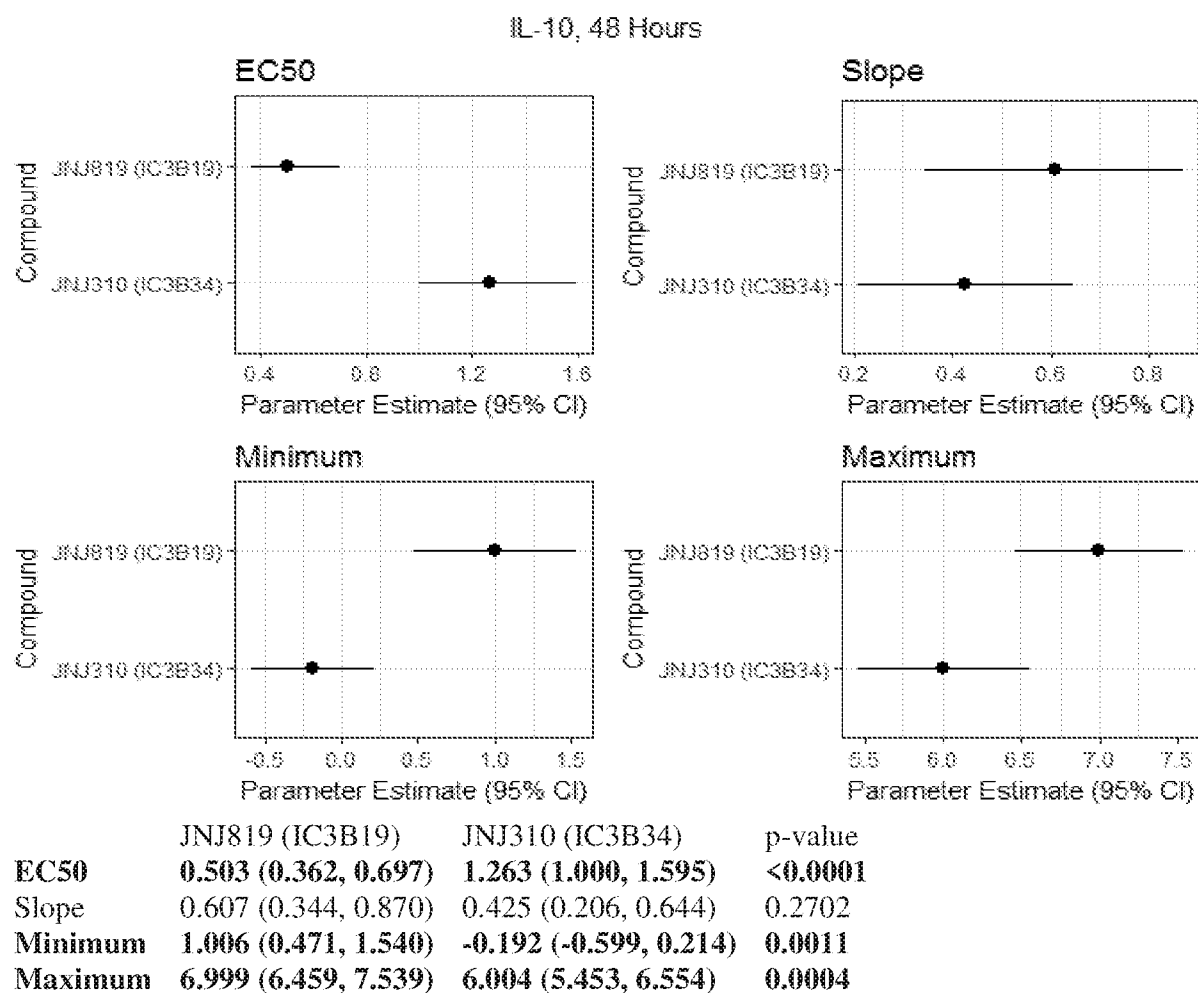 IL-10, 48 Hours
EC50
Compound
JNJ819 (IC3B19)
JNJ310 (IC3B34)
0.4 0.8 1.2 1.6
Parameter Estimate (95% CI)
Slope
Compound
JNJ819 (IC3B19)
JNJ310 (IC3B34)
0.2 0.4 0.6 0.8
Parameter Estimate (95% CI)
Minimum
Compound
JNJ819 (IC3B19)
JNJ310 (IC3B34)
-0.5 0.0 0.5 1.0 1.5
Parameter Estimate (95% CI)
Maximum
Compound
JNJ819 (IC3B19)
JNJ310 (IC3B34)
5.5 6.0 6.5 7.0 7.5
Parameter Estimate (95% CI)
JNJ819 (IC3B19) JNJ310 (IC3B34) p-value
EC50 0.503 (0.362, 0.697) 1.263 (1.000, 1.595) <0.0001
Slope 0.607 (0.344, 0.870) 0.425 (0.206, 0.644) 0.2702
Minimum 1.006 (0.471, 1.540) -0.192 (-0.599, 0.214) 0.0011
Maximum 6.999 (6.459, 7.539) 6.004 (5.453, 6.554) 0.0004